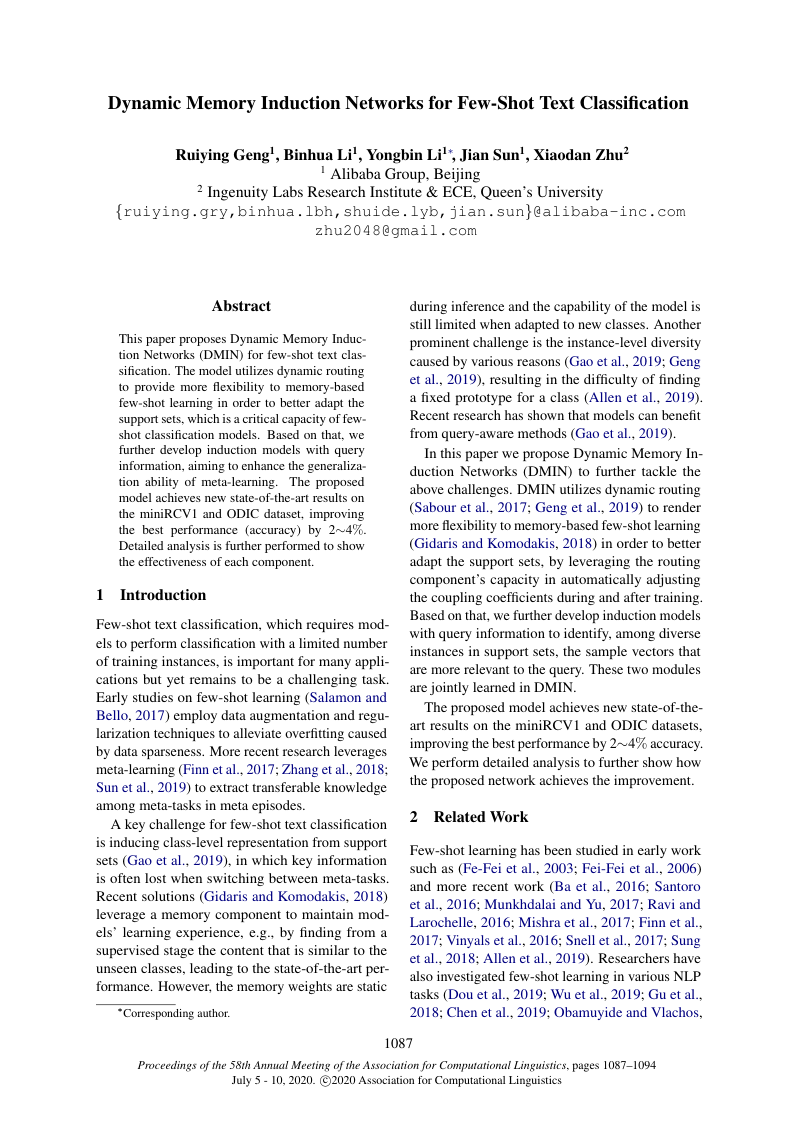 Dynamic Memory Induction Networks for Few-Shot Text Classification
Ruiying Geng1, Binhua Li1, Yongbin Li1*, Jian Sun1, Xiaodan Zhu2
1 Alibaba Group, Beijing
2 Ingenuity Labs Research Institute & ECE, Queen's University
{ruiying.gry,binhua.lbh,shuide.lyb,jian.sun}@alibaba-inc.com
zhu2048@gmail.com
Abstract
This paper proposes Dynamic Memory Induc-
tion Networks (DMIN) for few-shot text clas-
sification. The model utilizes dynamic routing
to provide more flexibility to memory-based
few-shot learning in order to better adapt the
support sets, which is a critical capacity of few-
shot classification models. Based on that, we
further develop induction models with query
information, aiming to enhance the generaliza-
tion ability of meta-learning. The proposed
model achieves new state-of-the-art results on
the miniRCV1 and ODIC dataset, improving
the best performance (accuracy) by 2∼4%.
Detailed analysis is further performed to show
the effectiveness of each component.
1 Introduction
Few-shot text classification, which requires mod-
els to perform classification with a limited number
of training instances, is important for many appli-
cations but yet remains to be a challenging task.
Early studies on few-shot learning (Salamon and
Bello, 2017) employ data augmentation and regu-
larization techniques to alleviate overfitting caused
by data sparseness. More recent research leverages
meta-learning (Finn et al., 2017; Zhang et al., 2018;
Sun et al., 2019) to extract transferable knowledge
among meta-tasks in meta episodes.
A key challenge for few-shot text classification
is inducing class-level representation from support
sets (Gao et al., 2019), in which key information
is often lost when switching between meta-tasks.
Recent solutions (Gidaris and Komodakis, 2018)
leverage a memory component to maintain mod-
els' learning experience, e.g., by finding from a
supervised stage the content that is similar to the
unseen classes, leading to the state-of-the-art per-
formance. However, the memory weights are static
*Corresponding author.
during inference and the capability of the model is
still limited when adapted to new classes. Another
prominent challenge is the instance-level diversity
caused by various reasons (Gao et al., 2019; Geng
et al., 2019), resulting in the difficulty of finding
a fixed prototype for a class (Allen et al., 2019).
Recent research has shown that models can benefit
from query-aware methods (Gao et al., 2019).
In this paper we propose Dynamic Memory In-
duction Networks (DMIN) to further tackle the
above challenges. DMIN utilizes dynamic routing
(Sabour et al., 2017; Geng et al., 2019) to render
more flexibility to memory-based few-shot learning
(Gidaris and Komodakis, 2018) in order to better
adapt the support sets, by leveraging the routing
component's capacity in automatically adjusting
the coupling coefficients during and after training.
Based on that, we further develop induction models
with query information to identify, among diverse
instances in support sets, the sample vectors that
are more relevant to the query. These two modules
are jointly learned in DMIN.
The proposed model achieves new state-of-the-
art results on the miniRCV1 and ODIC datasets,
improving the best performance by 2∼4% accuracy.
We perform detailed analysis to further show how
the proposed network achieves the improvement.
2 Related Work
Few-shot learning has been studied in early work
such as (Fe-Fei et al., 2003; Fei-Fei et al., 2006)
and more recent work (Ba et al., 2016; Santoro
et al., 2016; Munkhdalai and Yu, 2017; Ravi and
Larochelle, 2016; Mishra et al., 2017; Finn et al.,
2017; Vinyals et al., 2016; Snell et al., 2017; Sung
et al., 2018; Allen et al., 2019). Researchers have
also investigated few-shot learning in various NLP
tasks (Dou et al., 2019; Wu et al., 2019; Gu et al.,
2018; Chen et al., 2019; Obamuyide and Vlachos,
1087
Proceedings of the 58th Annual Meeting of the Association for Computational Linguistics, pages 1087–1094
July 5 - 10, 2020. ©2020 Association for Computational Linguistics